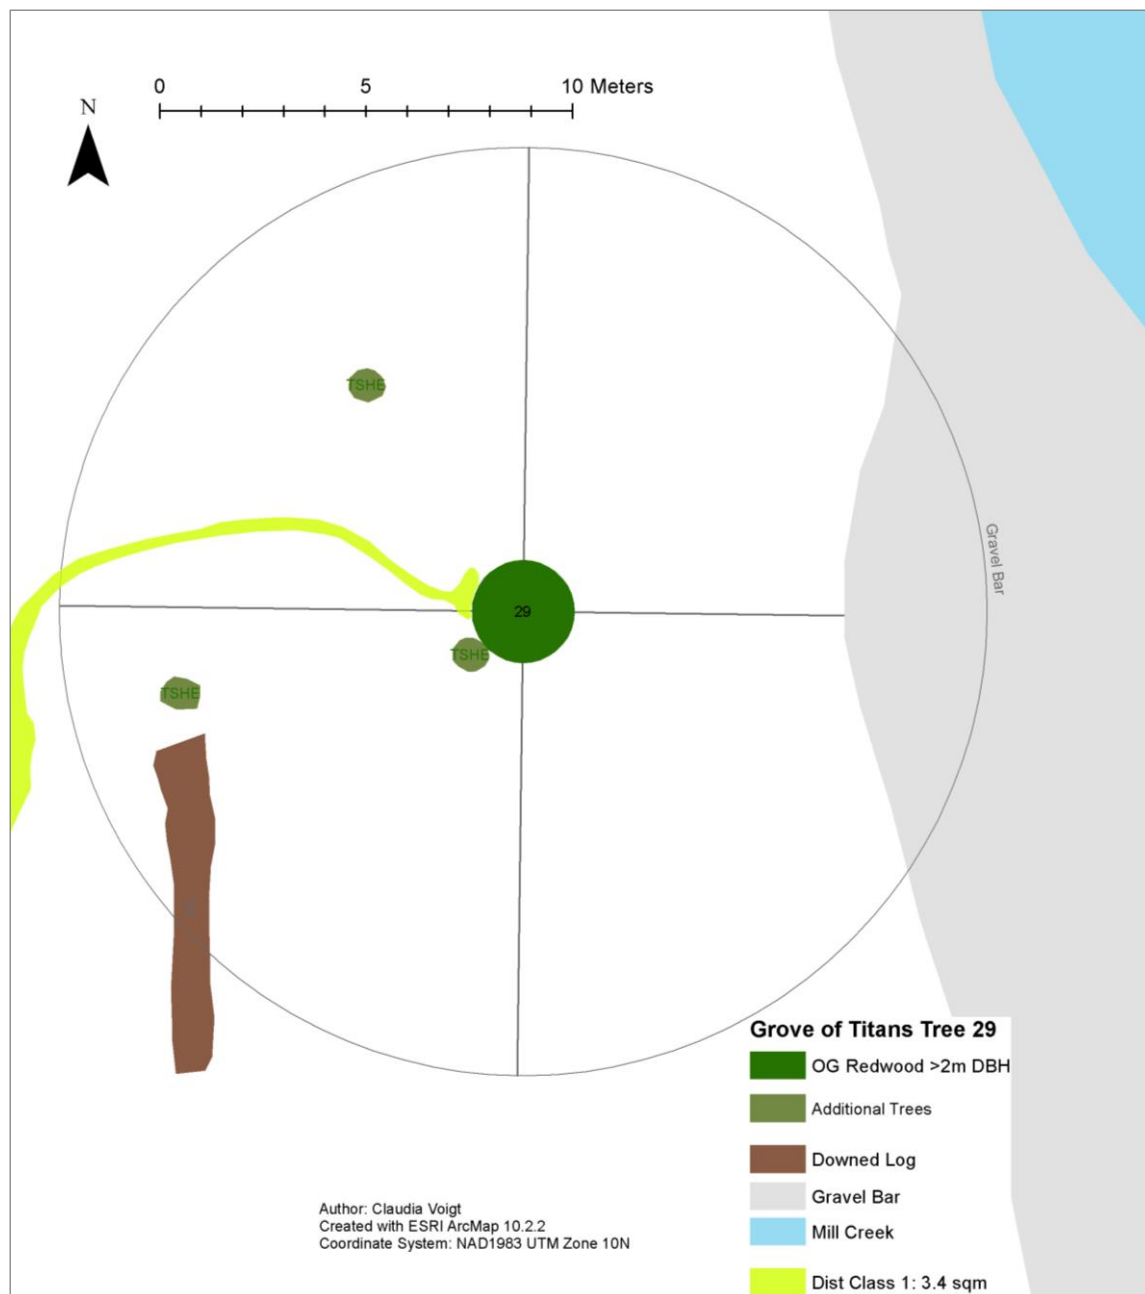 0 5 10 Meters
N
TSHE
Gravel Bar
29
TSHE
TSHE
Grove of Titans Tree 29
OG Redwood >2m DBH
Additional Trees
Downed Log
Gravel Bar
Mill Creek
Dist Class 1: 3.4 sqm
Author: Claudia Voigt
Created with ESRI ArcMap 10.2.2
Coordinate System: NAD1983 UTM Zone 10N